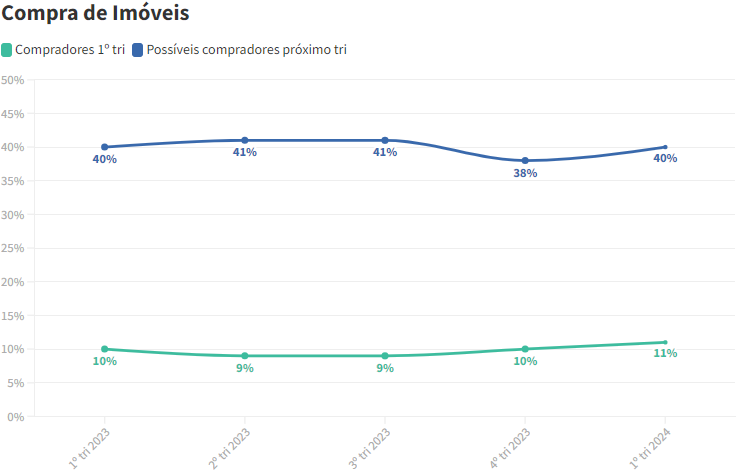 Compra de Imóveis
Compradores 1º tri Possíveis compradores próximo tri
50%
45%
40%
35%
30%
25%
20%
15%
10%
5%
0%
40% 41% 41% 38% 40%
10% 9% 9% 10% 11%
1º tri 2023 2º tri 2023 3º tri 2023 4º tri 2023 1º tri 2024